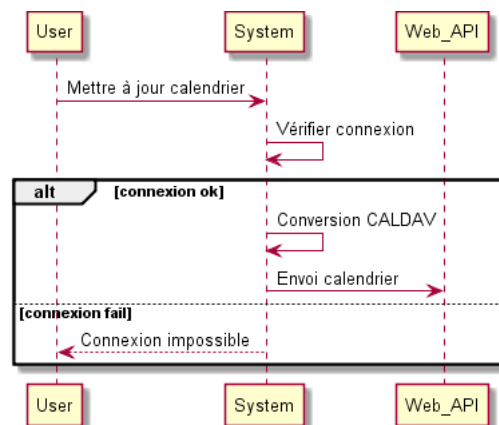 User
System
Web_API
Mettre à jour calendrier
Vérifier connexion
alt
[connexion ok]
Conversion CALDAV
Envoi calendrier
[connexion fail]
Connexion impossible
User
System
Web_API